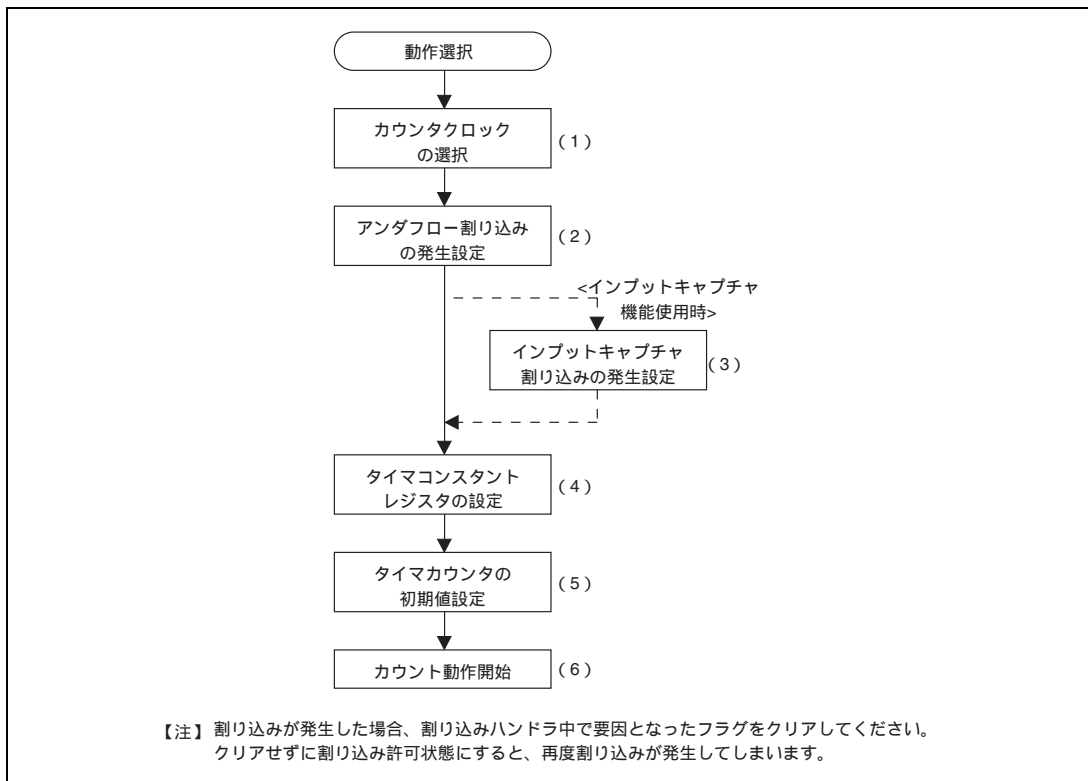 動作選択
カウンタクロック
の選択
(1)
アンダフロー割り込み
の発生設定
(2)
<インプットキャプチャ
機能使用時>
インプットキャプチャ
割り込みの発生設定
(3)
タイマコンスタント
レジスタの設定
(4)
タイマカウンタの
初期値設定
(5)
カウント動作開始
(6)
【注】 割り込みが発生した場合、割り込みハンドラ中で要因となったフラグをクリアしてください。
クリアせずに割り込み許可状態にすると、再度割り込みが発生してしまいます。